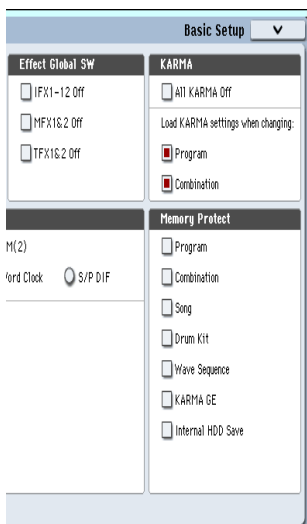 Basic Setup
Effect Global SW
IFX1-12 Off
MFX1&2 Off
TFX1&2 Off
KARMA
All KARMA Off
Load KARMA settings when changing:
Program
Combination
M(2)
Word Clock S/P DIF
Memory Protect
Program
Combination
Song
Drum Kit
Wave Sequence
KARMA GE
Internal HDD Save